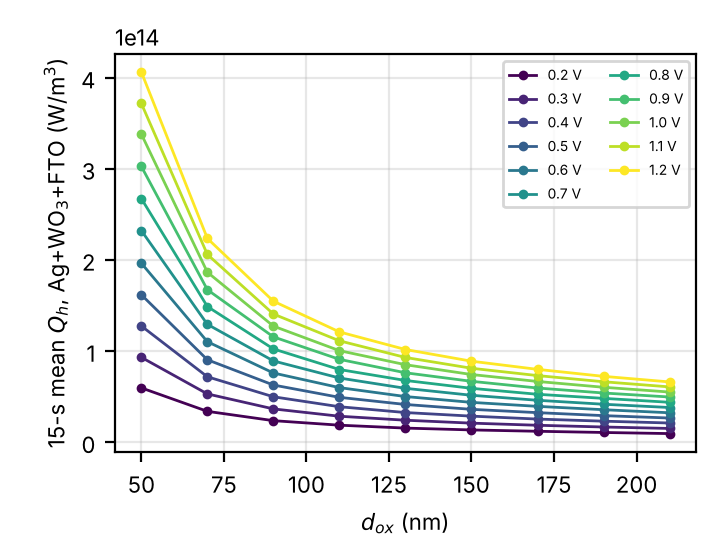 1e14
15-s mean Qₕ, Ag+WO₃+FTO (W/m³)
4
3
2
1
0
0.2 V
0.3 V
0.4 V
0.5 V
0.6 V
0.7 V
0.8 V
0.9 V
1.0 V
1.1 V
1.2 V
50 75 100 125 150 175 200
dₒₓ (nm)